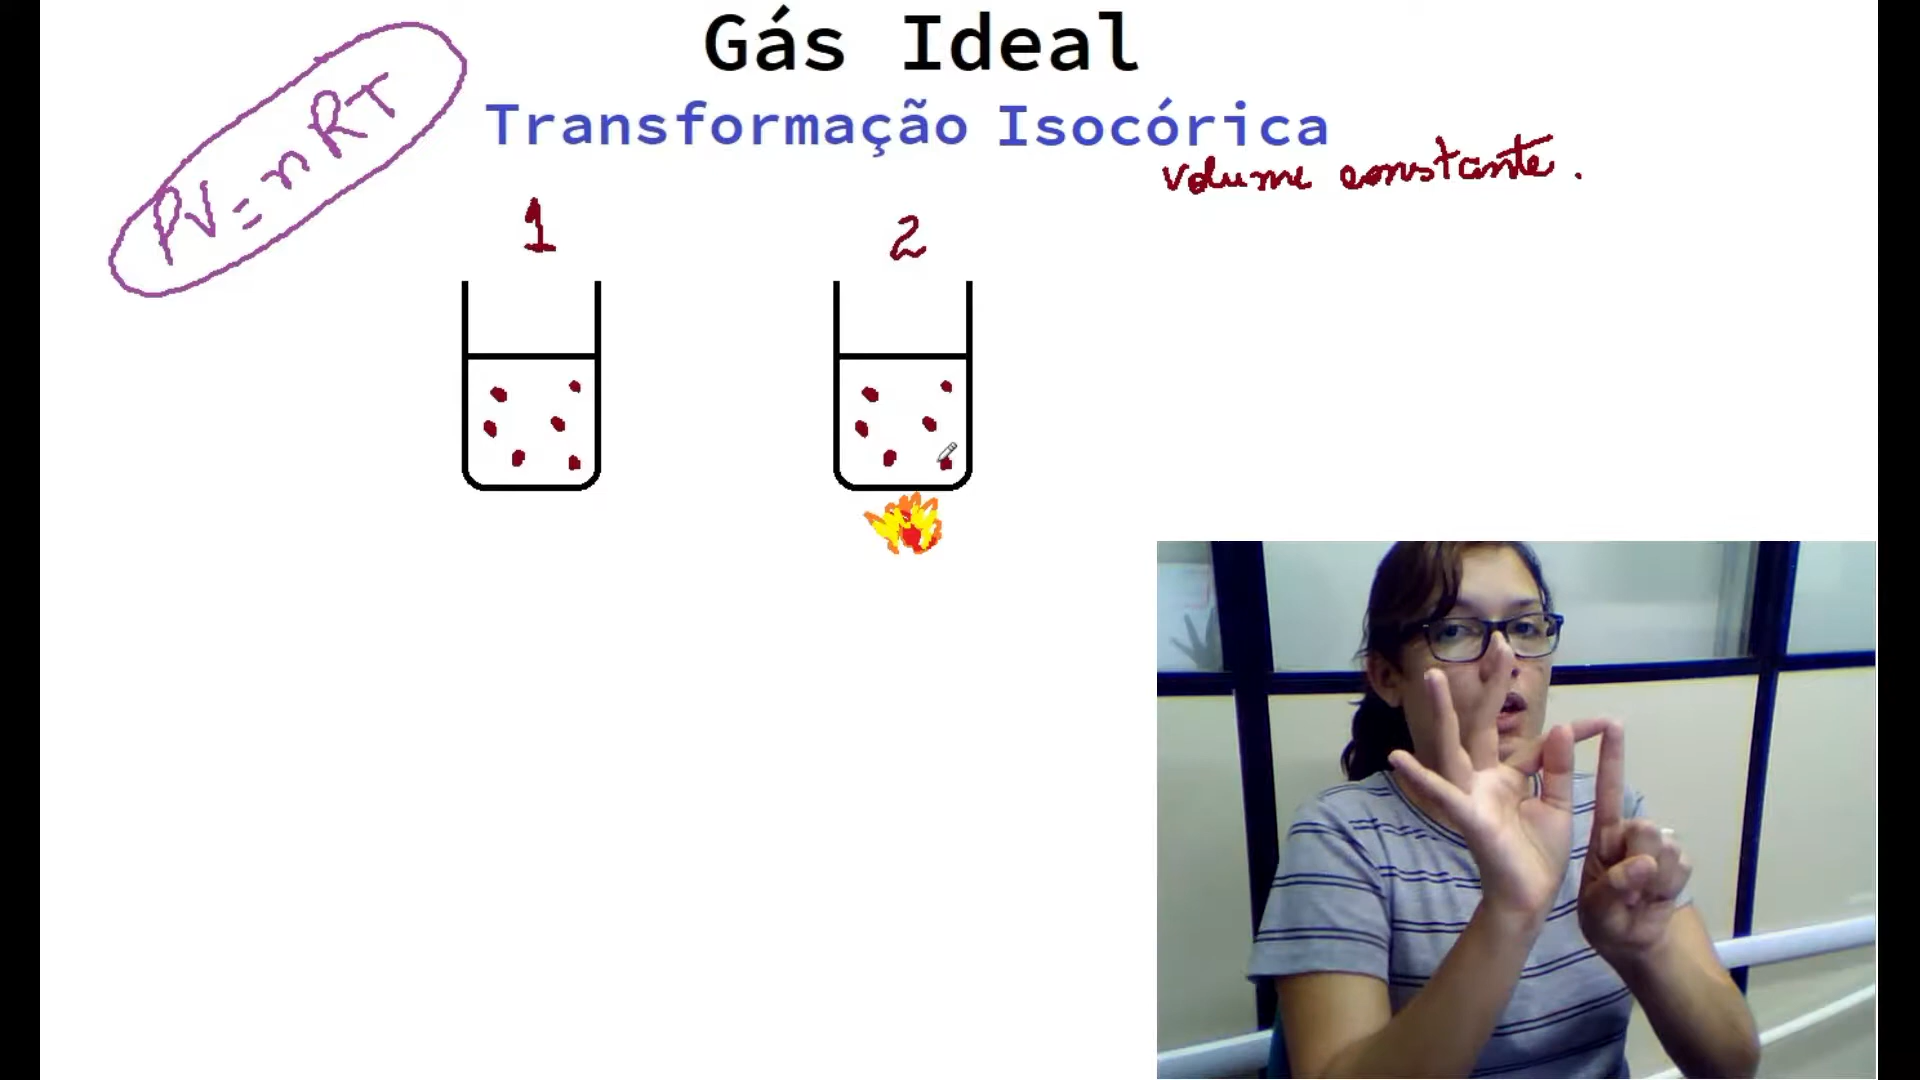 Gás Ideal
PV = nRT
Transformação Isocórica
volume constante.
1
2